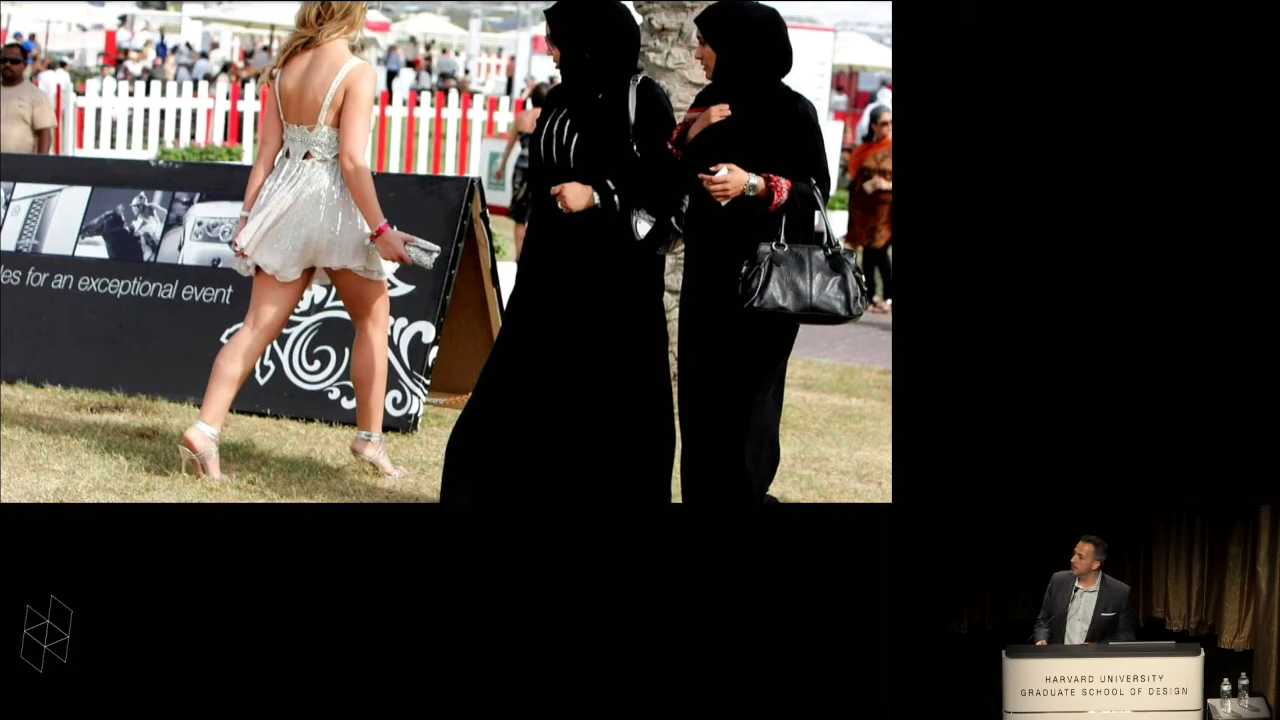 les for an exceptional event
HARVARD UNIVERSITY
GRADUATE SCHOOL OF DESIGN